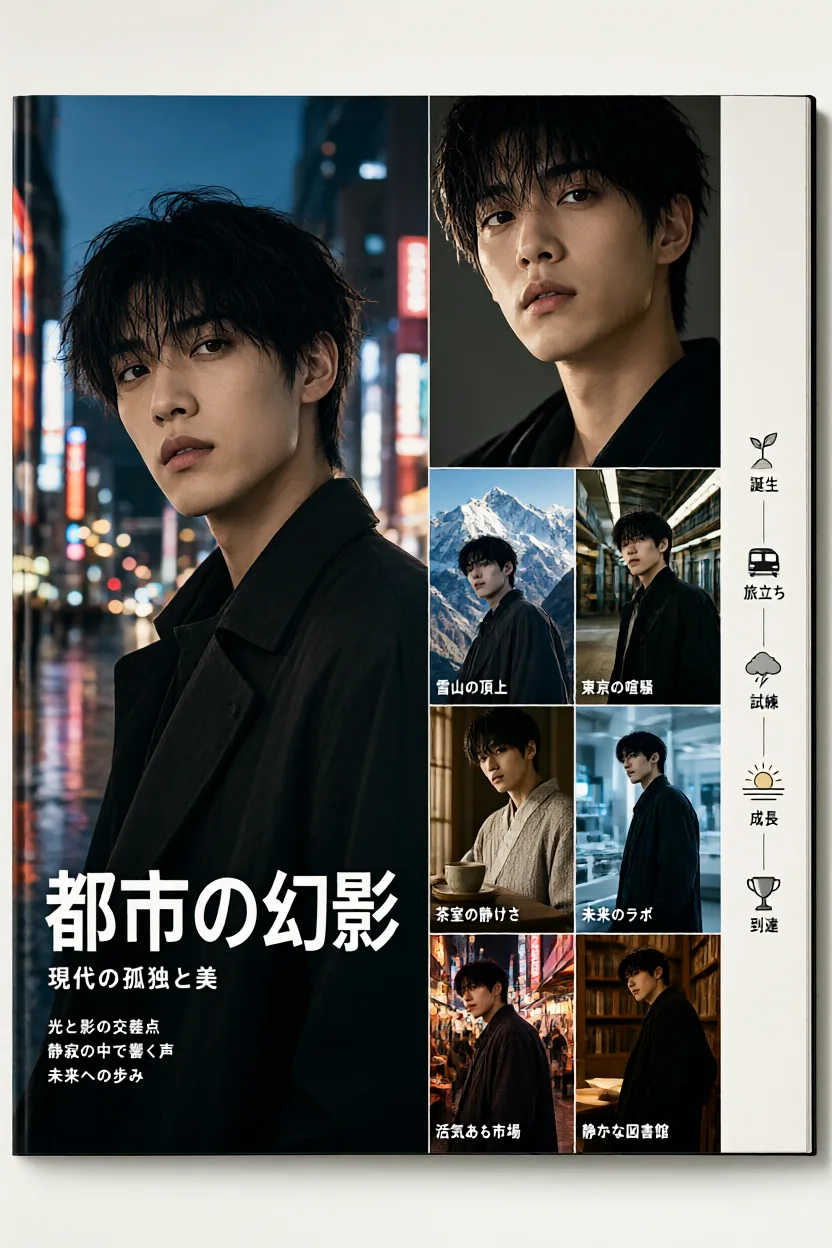 都市の幻影
現代の孤独と美
光と影の交差点
静寂の中で響く声
未来への歩み
雪山の頂上
東京の喧騒
茶室の静けさ
未来のラボ
活気あも市場
静かな図書館
誕生
旅立ち
試練
成長
到達